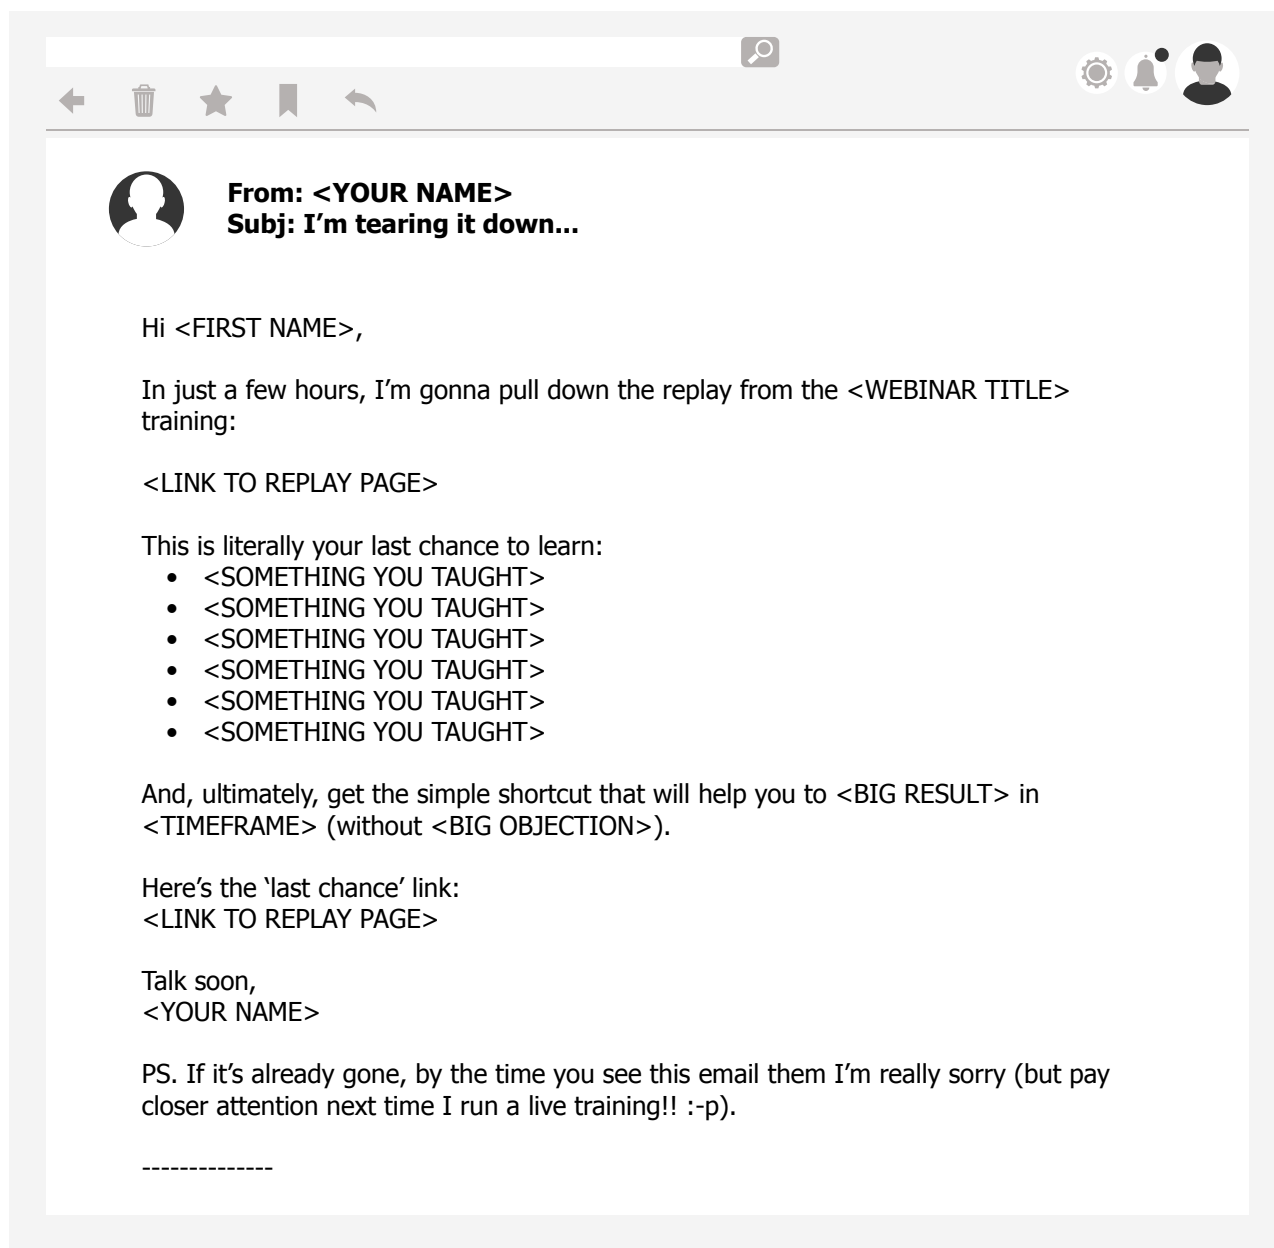 From: <YOUR NAME>
Subj: I’m tearing it down...
Hi <FIRST NAME>,
In just a few hours, I’m gonna pull down the replay from the <WEBINAR TITLE>
training:
<LINK TO REPLAY PAGE>
This is literally your last chance to learn:
• <SOMETHING YOU TAUGHT>
• <SOMETHING YOU TAUGHT>
• <SOMETHING YOU TAUGHT>
• <SOMETHING YOU TAUGHT>
• <SOMETHING YOU TAUGHT>
• <SOMETHING YOU TAUGHT>
And, ultimately, get the simple shortcut that will help you to <BIG RESULT> in
<TIMEFRAME> (without <BIG OBJECTION>).
Here’s the ‘last chance’ link:
<LINK TO REPLAY PAGE>
Talk soon,
<YOUR NAME>
PS. If it’s already gone, by the time you see this email them I’m really sorry (but pay
closer attention next time I run a live training!! :-p).
--------------